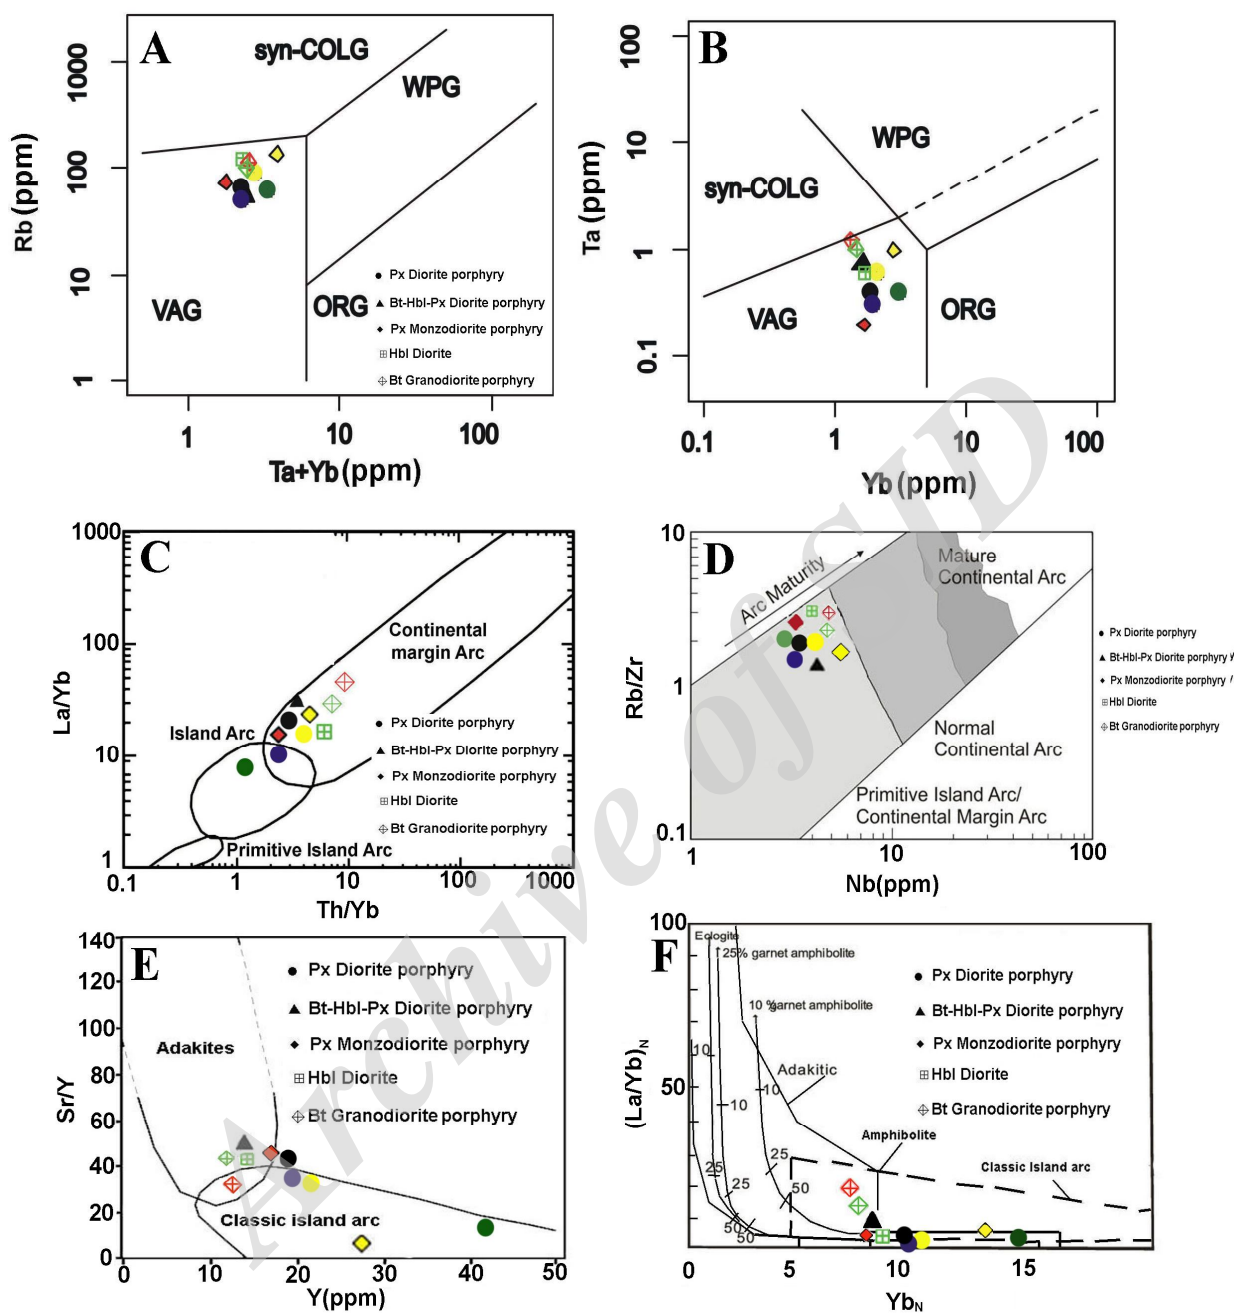 A
syn-COLG
WPG
VAG
ORG
1000
100
10
1
Rb (ppm)
Px Diorite porphyry
Bt-Hbl-Px Diorite porphyry
Px Monzodiorite porphyry
Hbl Diorite
Bt Granodiorite porphyry
1 10 100
Ta+Yb (ppm)
B
WPG
syn-COLG
VAG
ORG
100
10
1
0.1
Ta (ppm)
0.1 1 10 100
Yb (ppm)
C
1000
100
10
1
La/Yb
Continental
margin Arc
Island Arc
Primitive Island Arc
Px Diorite porphyry
Bt-Hbl-Px Diorite porphyry
Px Monzodiorite porphyry
Hbl Diorite
Bt Granodiorite porphyry
0.1 1 10 100 1000
Th/Yb
D
10
1
0.1
Rb/Zr
Arc Maturity
Mature
Continental Arc
Normal
Continental Arc
Primitive Island Arc/
Continental Margin Arc
Px Diorite porphyry
Bt-Hbl-Px Diorite porphyry
Px Monzodiorite porphyry
Hbl Diorite
Bt Granodiorite porphyry
1 10 100
Nb(ppm)
E
140
120
100
80
60
40
20
0
Sr/Y
Adakites
Classic island arc
Px Diorite porphyry
Bt-Hbl-Px Diorite porphyry
Px Monzodiorite porphyry
Hbl Diorite
Bt Granodiorite porphyry
0 10 20 30 40 50
Y(ppm)
F
100
50
(La/Yb)N
Eclogite
25% garnet amphibolite
10 %garnet amphibolite
Adakitic
Amphibolite
Classic Island arc
10
10
10
25
25
25
50
50
50
Px Diorite porphyry
Bt-Hbl-Px Diorite porphyry
Px Monzodiorite porphyry
Hbl Diorite
Bt Granodiorite porphyry
0 5 10 15
YbN
Archive of SID